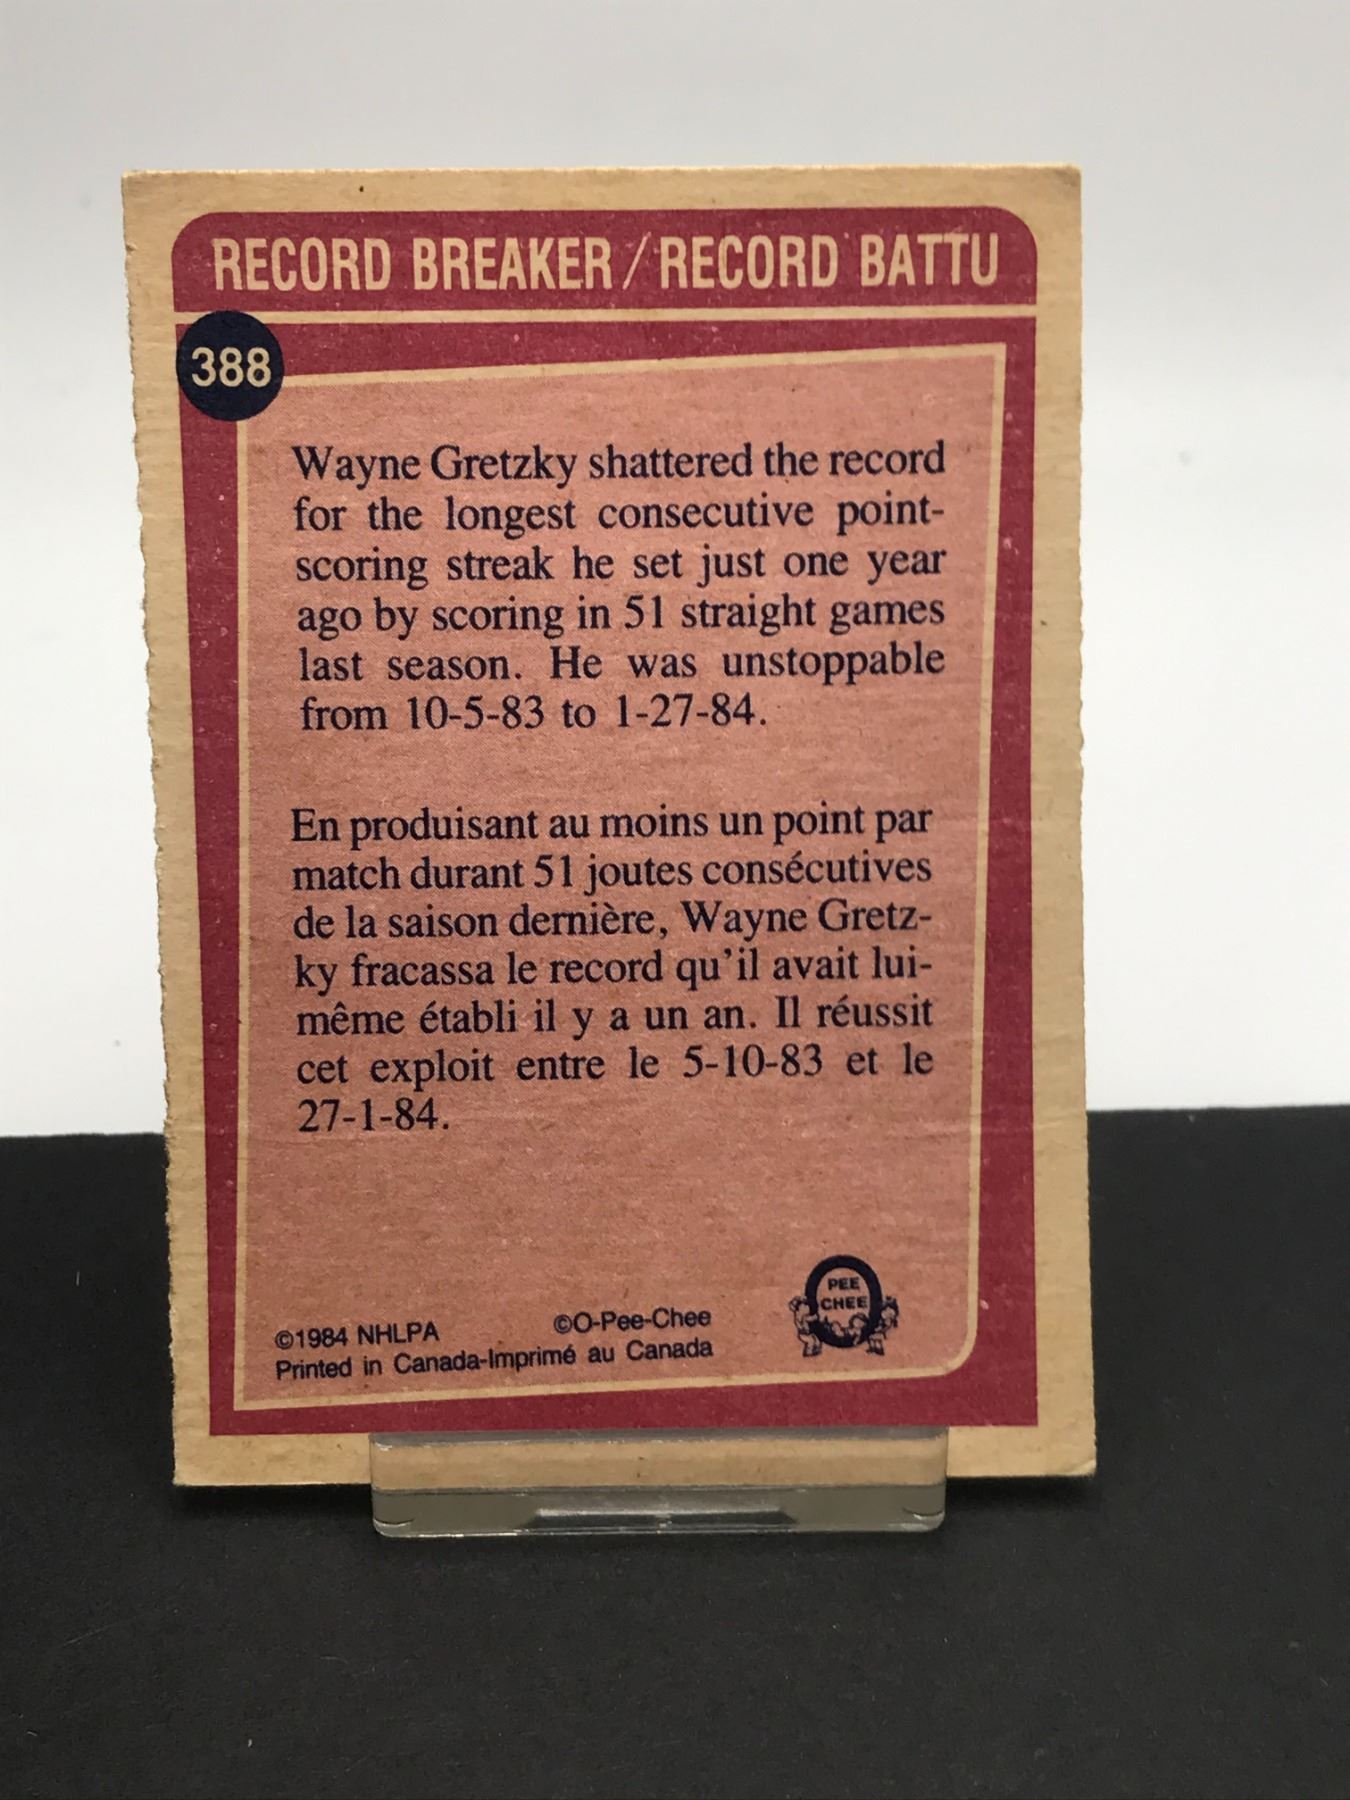 RECORD BREAKER / RECORD BATTU
388
Wayne Gretzky shattered the record
for the longest consecutive point-
scoring streak he set just one year
ago by scoring in 51 straight games
last season. He was unstoppable
from 10-5-83 to 1-27-84.
En produisant au moins un point par
match durant 51 joutes consécutives
de la saison dernière, Wayne Gretz-
ky fracassa le record qu'il avait lui-
même établi il y a un an. Il réussit
cet exploit entre le 5-10-83 et le
27-1-84.
PEE
CHEE
©1984 NHLPA ©O-Pee-Chee
Printed in Canada-Imprimé au Canada